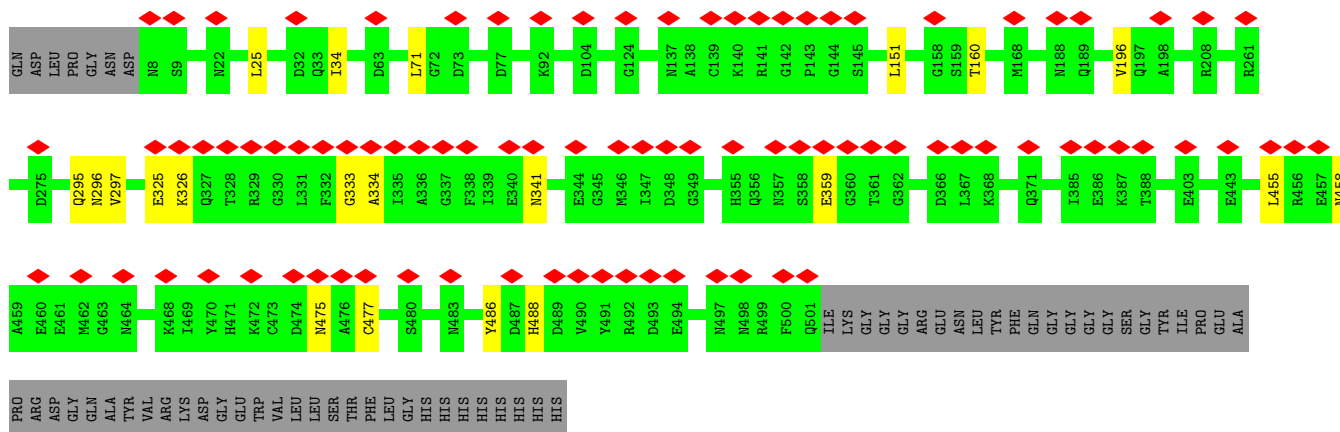 GLN ASP LEU PRO GLY ASN ASP N8 S9 N22 L25 D32 Q33 I34 D63 L71 G72 D73 D77 K92 D104 G124 N137 A138 C139 K140 R141 G142 P143 G144 S145 L151 G158 S159 T160 M168 N188 Q189 V196 Q197 A198 R208 R261
D275 Q295 N296 V297 E325 K326 Q327 T328 R329 G330 L331 F332 G333 A334 I335 A336 G337 F338 I339 E340 N341 E344 G345 M346 I347 D348 G349 H355 Q356 N357 S358 E359 G360 T361 G362 D366 L367 K368 Q371 I385 E386 K387 T388 E403 E443 L455 R456 E457 N458
A459 E460 E461 M462 G463 N464 K468 I469 Y470 H471 K472 C473 D474 N475 A476 C477 S480 N483 Y486 D487 H488 D489 V490 Y491 R492 D493 E494 N497 N498 R499 F500 Q501 ILE LYS GLY GLY GLY ARG GLU ASN LEU TYR PHE GLN GLY GLY GLY GLY SER GLY TYR ILE PRO GLU ALA
PRO ARG ASP GLY GLN ALA TYR VAL ARG LYS ASP GLY GLU TRP VAL LEU LEU SER THR PHE LEU GLY HIS HIS HIS HIS HIS HIS HIS HIS